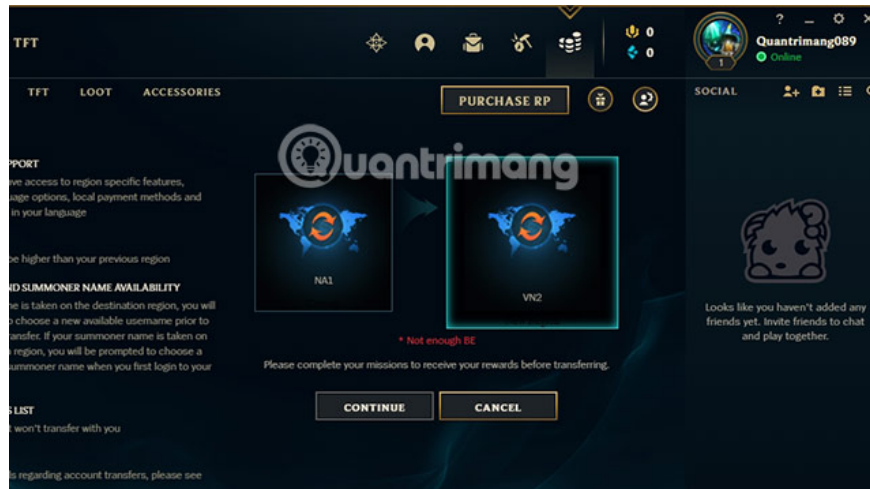 TFT
0
0
1
Quantrimang089
Online
?
TFT LOOT ACCESSORIES
PURCHASE RP
SOCIAL
Quantrimang
PPORT
ve access to region specific features,
uage options, local payment methods and
in your language
be higher than your previous region
ND SUMMONER NAME AVAILABILITY
me is taken on the destination region, you will
o choose a new available username prior to
ransfer. If your summoner name is taken on
region, you will be prompted to choose a
summoner name when you first login to your
S LIST
t won't transfer with you
ls regarding account transfers, please see
NA1
VN2
* Not enough BE
Please complete your missions to receive your rewards before transferring.
CONTINUE
CANCEL
Looks like you haven't added any
friends yet. Invite friends to chat
and play together.